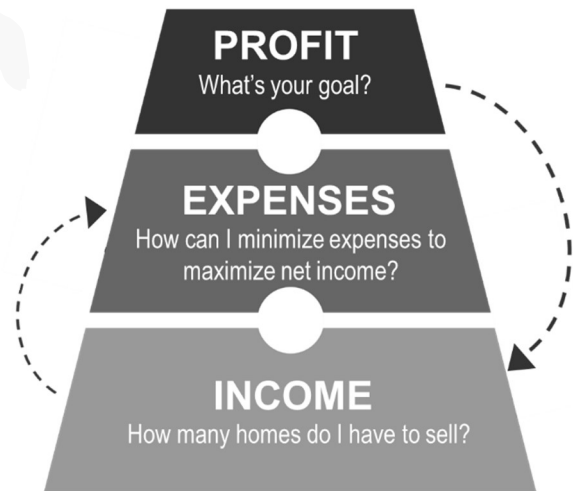 PROFIT
What's your goal?
EXPENSES
How can I minimize expenses to
maximize net income?
INCOME
How many homes do I have to sell?